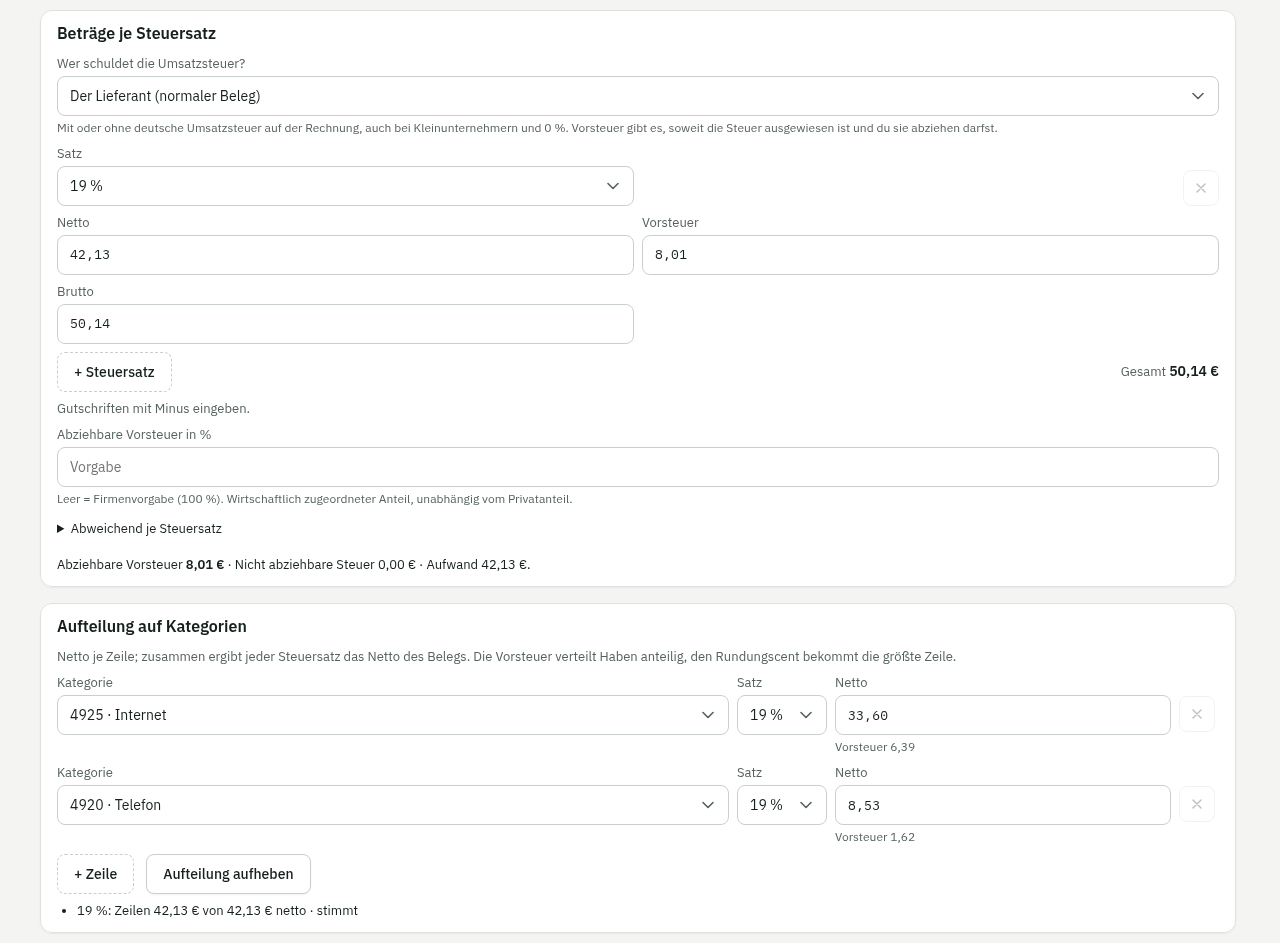 Beträge je Steuersatz
Wer schuldet die Umsatzsteuer?
Der Lieferant (normaler Beleg)
Mit oder ohne deutsche Umsatzsteuer auf der Rechnung, auch bei Kleinunternehmern und 0 %. Vorsteuer gibt es, soweit die Steuer ausgewiesen ist und du sie abziehen darfst.
Satz
19 %
Netto Vorsteuer
42,13 8,01
Brutto
50,14
+ Steuersatz Gesamt 50,14 €
Gutschriften mit Minus eingeben.
Abziehbare Vorsteuer in %
Vorgabe
Leer = Firmenvorgabe (100 %). Wirtschaftlich zugeordneter Anteil, unabhängig vom Privatanteil.
Abweichend je Steuersatz
Abziehbare Vorsteuer 8,01 € · Nicht abziehbare Steuer 0,00 € · Aufwand 42,13 €.
Aufteilung auf Kategorien
Netto je Zeile; zusammen ergibt jeder Steuersatz das Netto des Belegs. Die Vorsteuer verteilt Haben anteilig, den Rundungscent bekommt die größte Zeile.
Kategorie Satz Netto
4925 · Internet 19 % 33,60
Vorsteuer 6,39
Kategorie Satz Netto
4920 · Telefon 19 % 8,53
Vorsteuer 1,62
+ Zeile Aufteilung aufheben
• 19 %: Zeilen 42,13 € von 42,13 € netto · stimmt